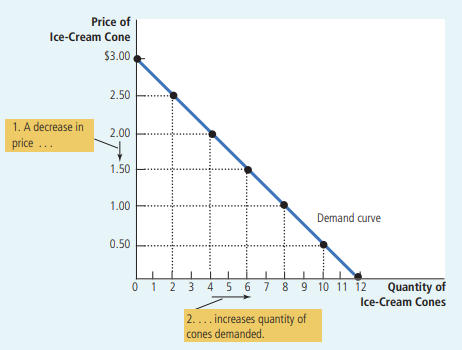 Price of
Ice-Cream Cone
$3.00
2.50
1. A decrease in
price . . .
2.00
1.50
1.00
Demand curve
0.50
0 1 2 3 4 5 6 7 8 9 10 11 12 Quantity of
Ice-Cream Cones
2. . . . increases quantity of
cones demanded.